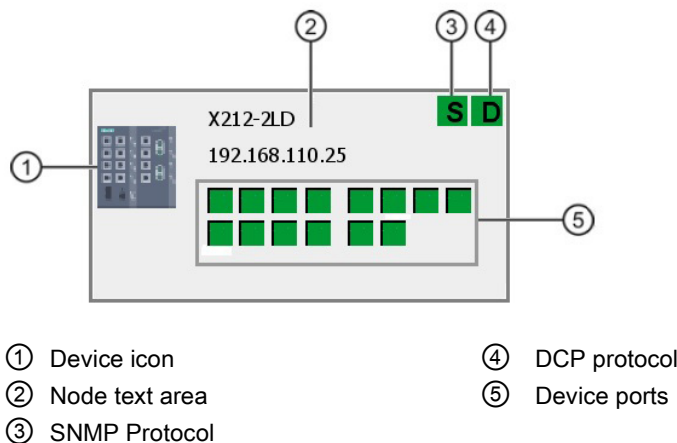 ② ③ ④
S D
X212-2LD
① 192.168.110.25
⑤
① Device icon ④ DCP protocol
② Node text area ⑤ Device ports
③ SNMP Protocol